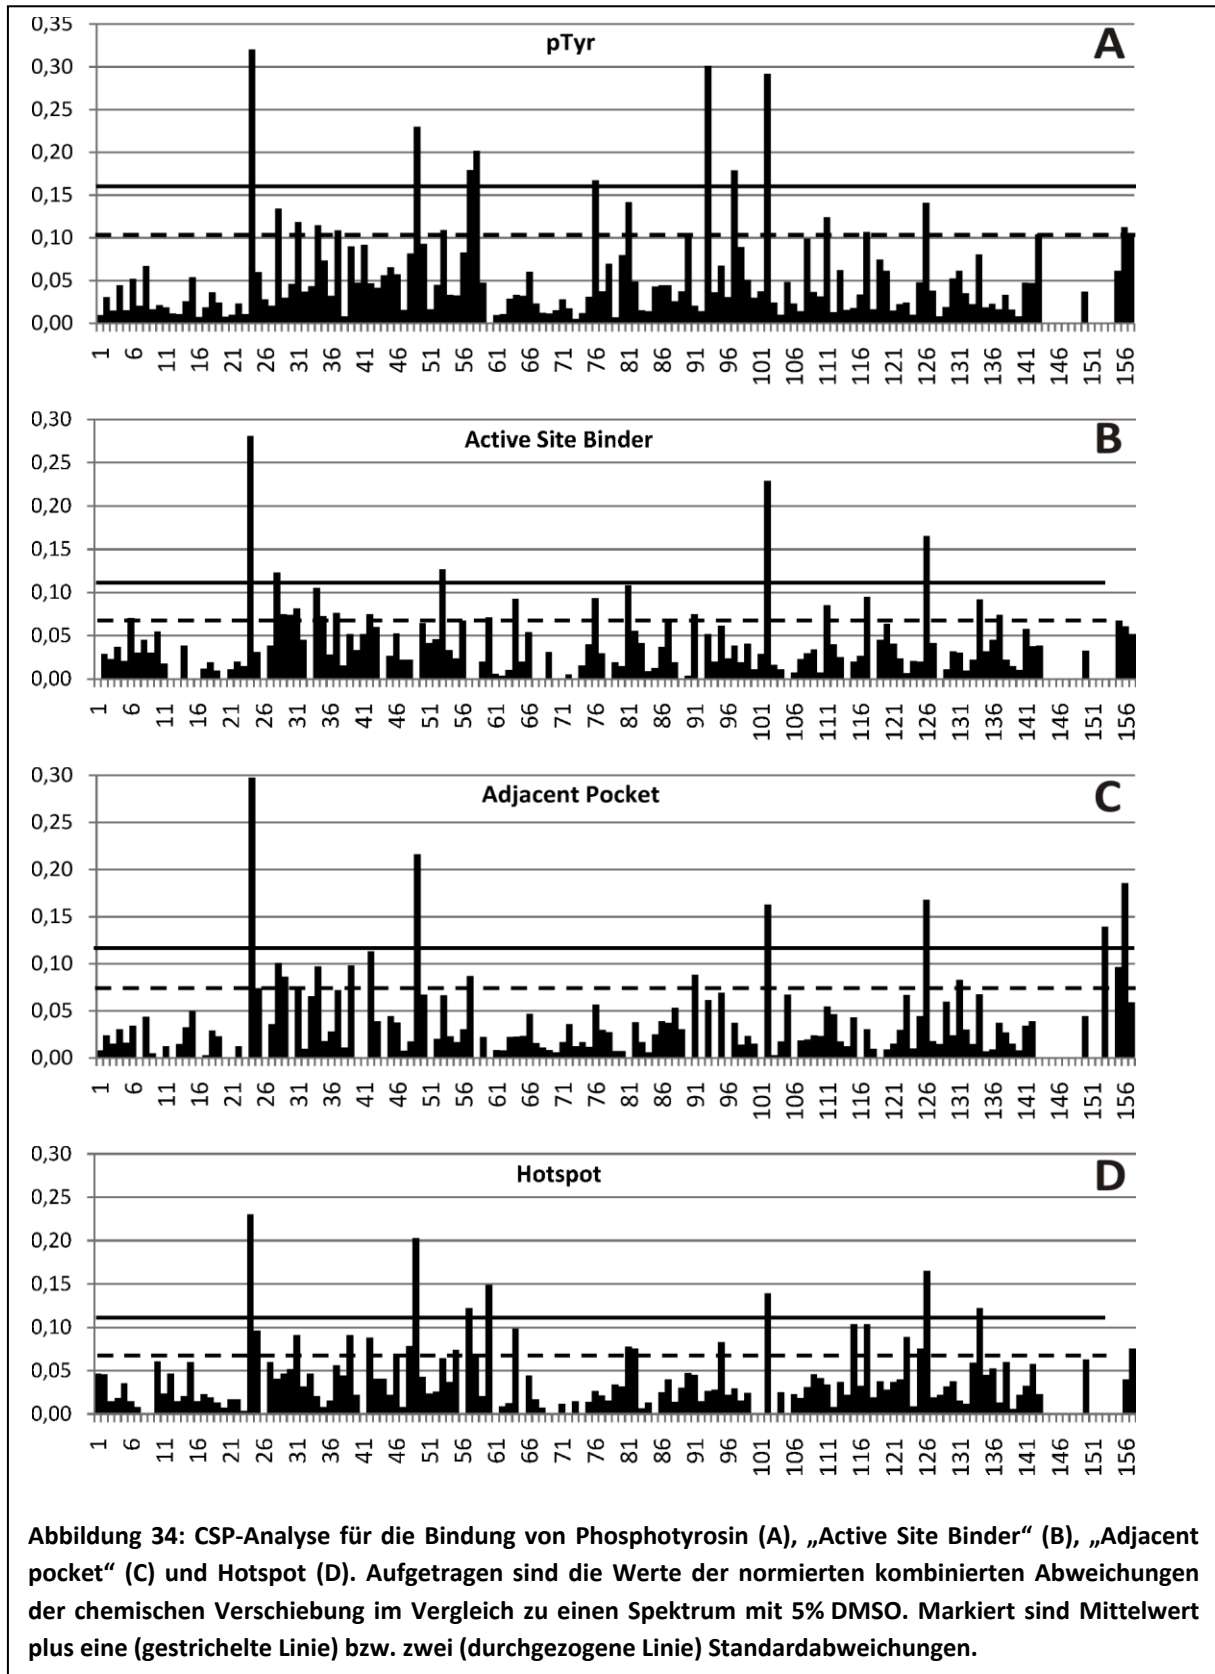 0,35
pTyr
A
0,30
0,25
0,20
0,15
0,10
0,05
0,00
1 6 11 16 21 26 31 36 41 46 51 56 61 66 71 76 81 86 91 96 101 106 111 116 121 126 131 136 141 146 151 156
0,30
Active Site Binder
B
0,25
0,20
0,15
0,10
0,05
0,00
1 6 11 16 21 26 31 36 41 46 51 56 61 66 71 76 81 86 91 96 101 106 111 116 121 126 131 136 141 146 151 156
0,30
Adjacent Pocket
C
0,25
0,20
0,15
0,10
0,05
0,00
1 6 11 16 21 26 31 36 41 46 51 56 61 66 71 76 81 86 91 96 101 106 111 116 121 126 131 136 141 146 151 156
0,30
Hotspot
D
0,25
0,20
0,15
0,10
0,05
0,00
1 6 11 16 21 26 31 36 41 46 51 56 61 66 71 76 81 86 91 96 101 106 111 116 121 126 131 136 141 146 151 156
Abbildung 34: CSP-Analyse für die Bindung von Phosphotyrosin (A), „Active Site Binder“ (B), „Adjacent
pocket“ (C) und Hotspot (D). Aufgetragen sind die Werte der normierten kombinierten Abweichungen
der chemischen Verschiebung im Vergleich zu einen Spektrum mit 5% DMSO. Markiert sind Mittelwert
plus eine (gestrichelte Linie) bzw. zwei (durchgezogene Linie) Standardabweichungen.